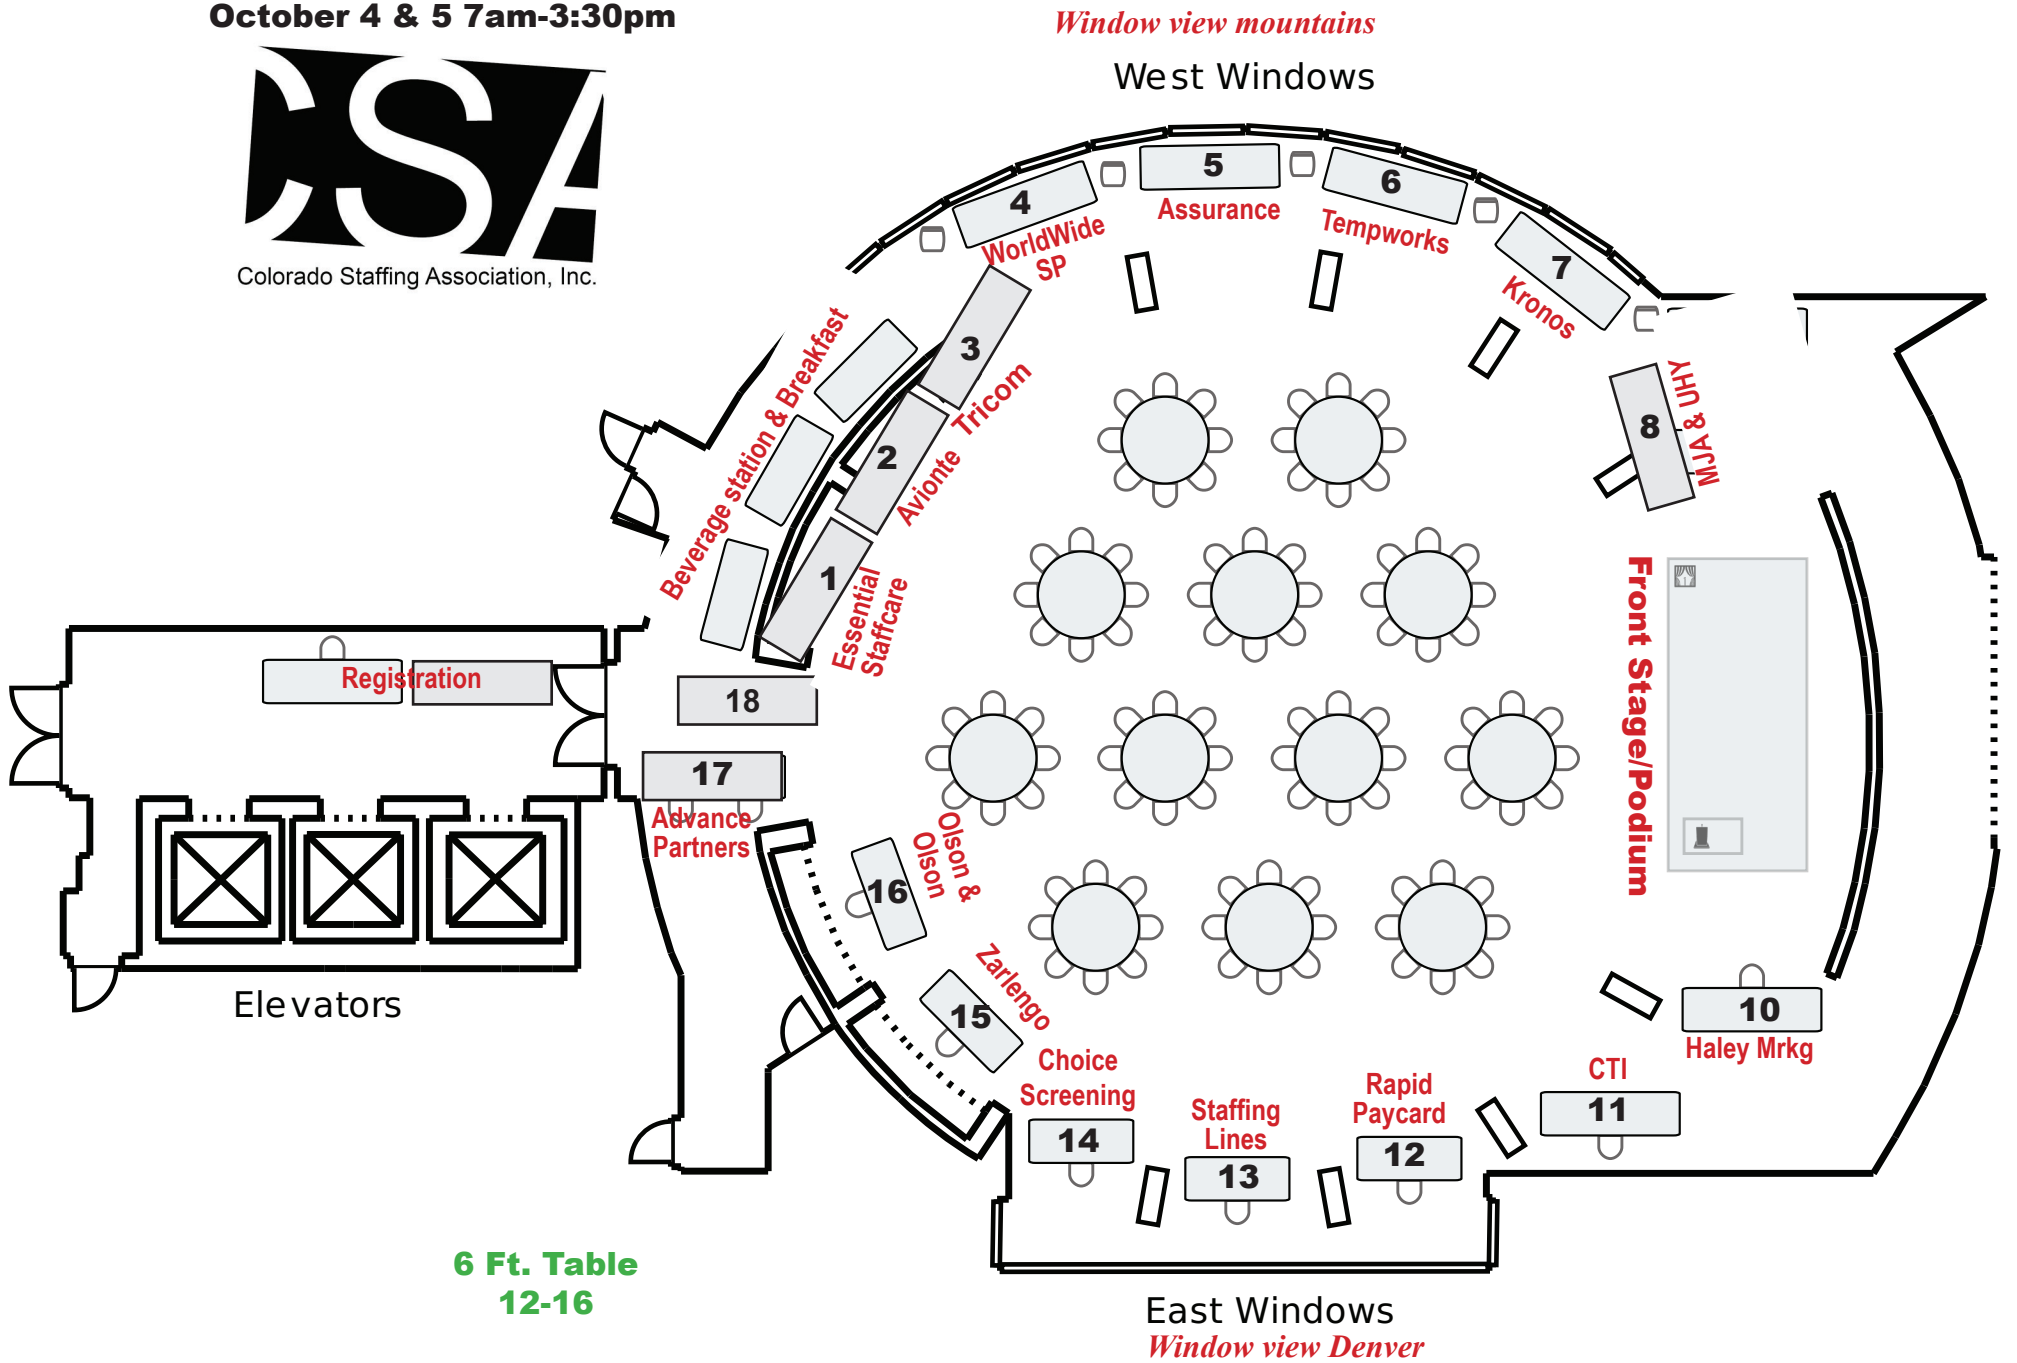 October 4 & 5 7am-3:30pm
CSA
Colorado Staffing Association, Inc.
Window view mountains
West Windows
4
WorldWide
SP
5
Assurance
6
Tempworks
7
Kronos
3
Tricom
2
Avionte
1
Essential
Staffcare
Beverage station & Breakfast
8
MJA & UHY
Front Stage/Podium
Registration
18
17
Advance
Partners
16
Olson &
Olson
15
Zarlengo
Choice
Screening
14
Staffing
Lines
13
Rapid
Paycard
12
CTI
11
10
Haley Mrkg
Elevators
6 Ft. Table
12-16
East Windows
Window view Denver